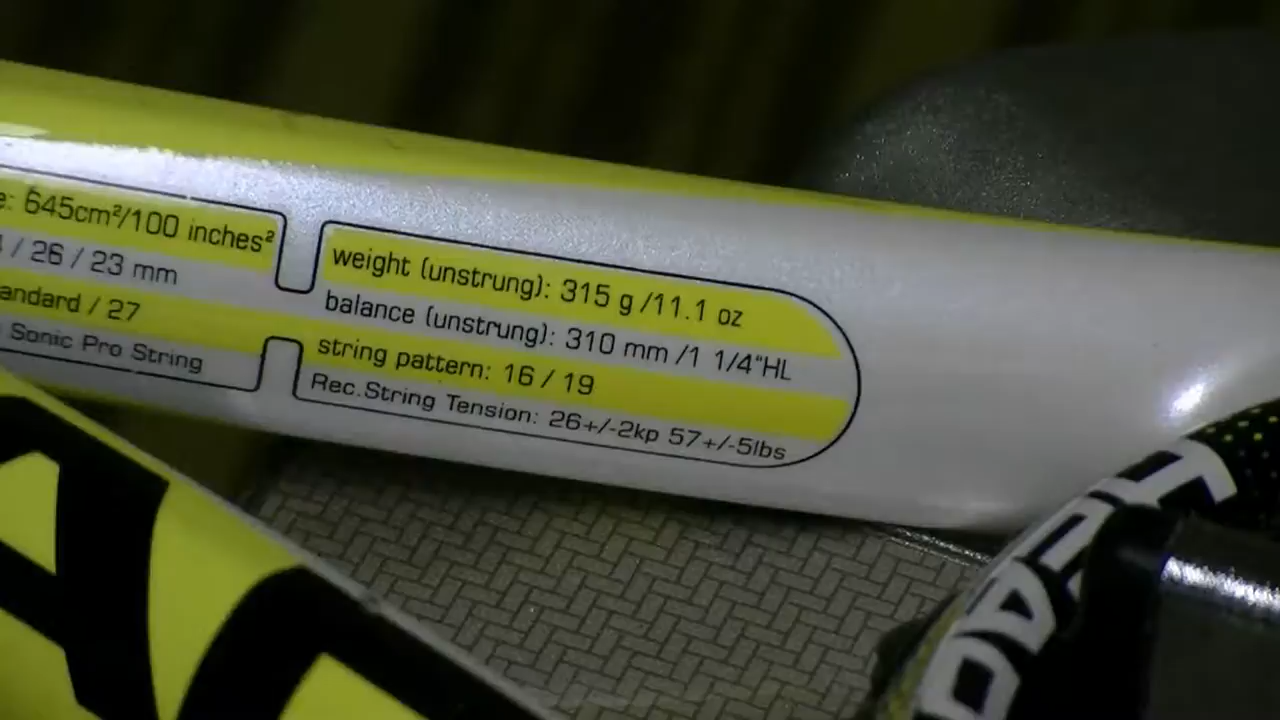 645cm²/100 inches²
/ 26 / 23 mm
/ 27
Sonic Pro String
weight (unstrung): 315 g /11.1 oz
balance (unstrung): 310 mm /1 1/4"HL
string pattern: 16 / 19
Rec.String Tension: 26+/-2kp 57+/-5lbs
HEAD